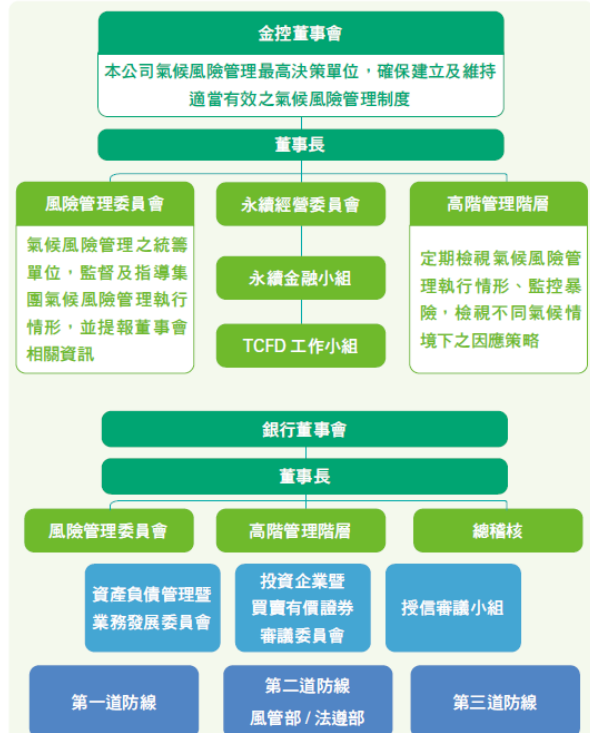 金控董事會
本公司氣候風險管理最高決策單位，確保建立及維持
適當有效之氣候風險管理制度
董事長
風險管理委員會
氣候風險管理之統籌
單位，監督及指導集
團氣候風險管理執行
情形，並提報董事會
相關資訊
永續經營委員會
永續金融小組
TCFD 工作小組
高階管理階層
定期檢視氣候風險管
理執行情形、監控暴
險，檢視不同氣候情
境下之因應策略
銀行董事會
董事長
風險管理委員會
高階管理階層
總稽核
資產負債管理暨
業務發展委員會
投資企業暨
買賣有價證券
審議委員會
授信審議小組
第一道防線
第二道防線
風管部 / 法遵部
第三道防線